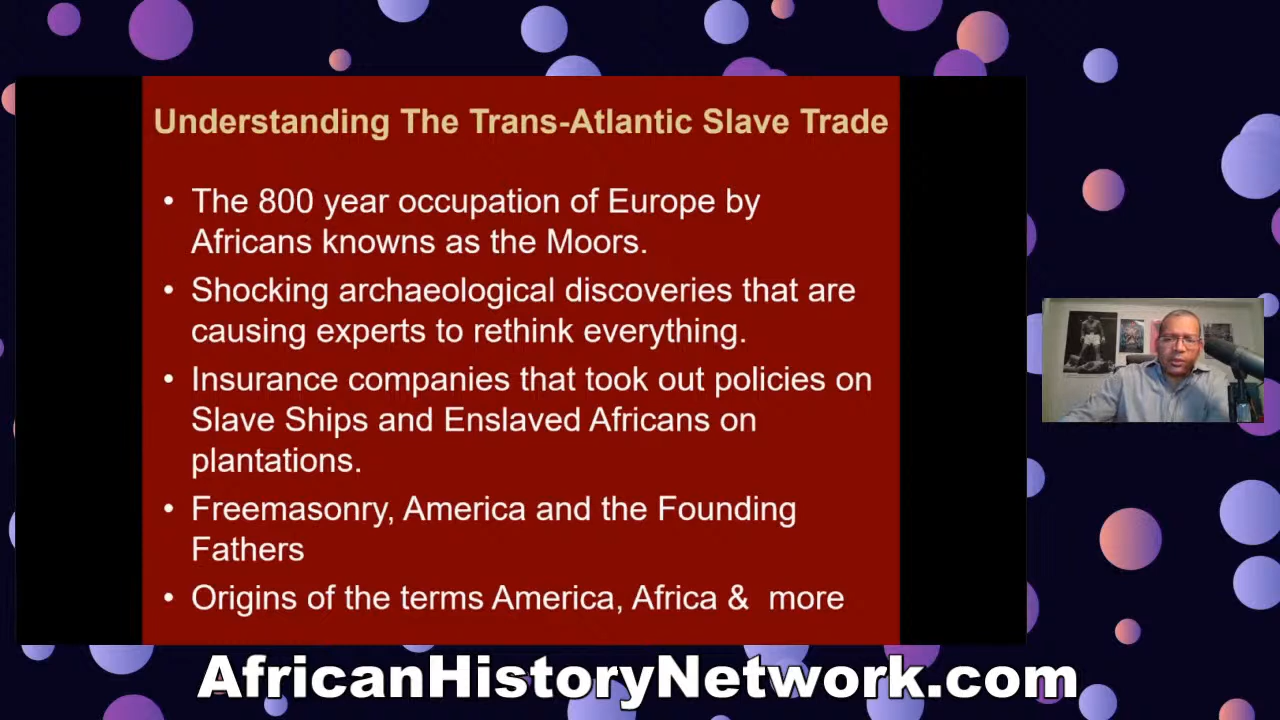 Understanding The Trans-Atlantic Slave Trade
• The 800 year occupation of Europe by
Africans knowns as the Moors.
• Shocking archaeological discoveries that are
causing experts to rethink everything.
• Insurance companies that took out policies on
Slave Ships and Enslaved Africans on
plantations.
• Freemasonry, America and the Founding
Fathers
• Origins of the terms America, Africa &  more
AfricanHistoryNetwork.com